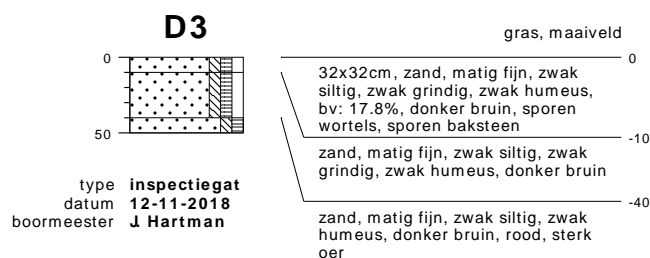 D3
gras, maaiveld
0
0
32x32cm, zand, matig fijn, zwak
siltig, zwak grindig, zwak humeus,
bv: 17.8%, donker bruin, sporen
wortels, sporen baksteen
50
-10
zand, matig fijn, zwak siltig, zwak
grindig, zwak humeus, donker bruin
type inspectiegat
datum 12-11-2018
boormeester J. Hartman
-40
zand, matig fijn, zwak siltig, zwak
humeus, donker bruin, rood, sterk
oer